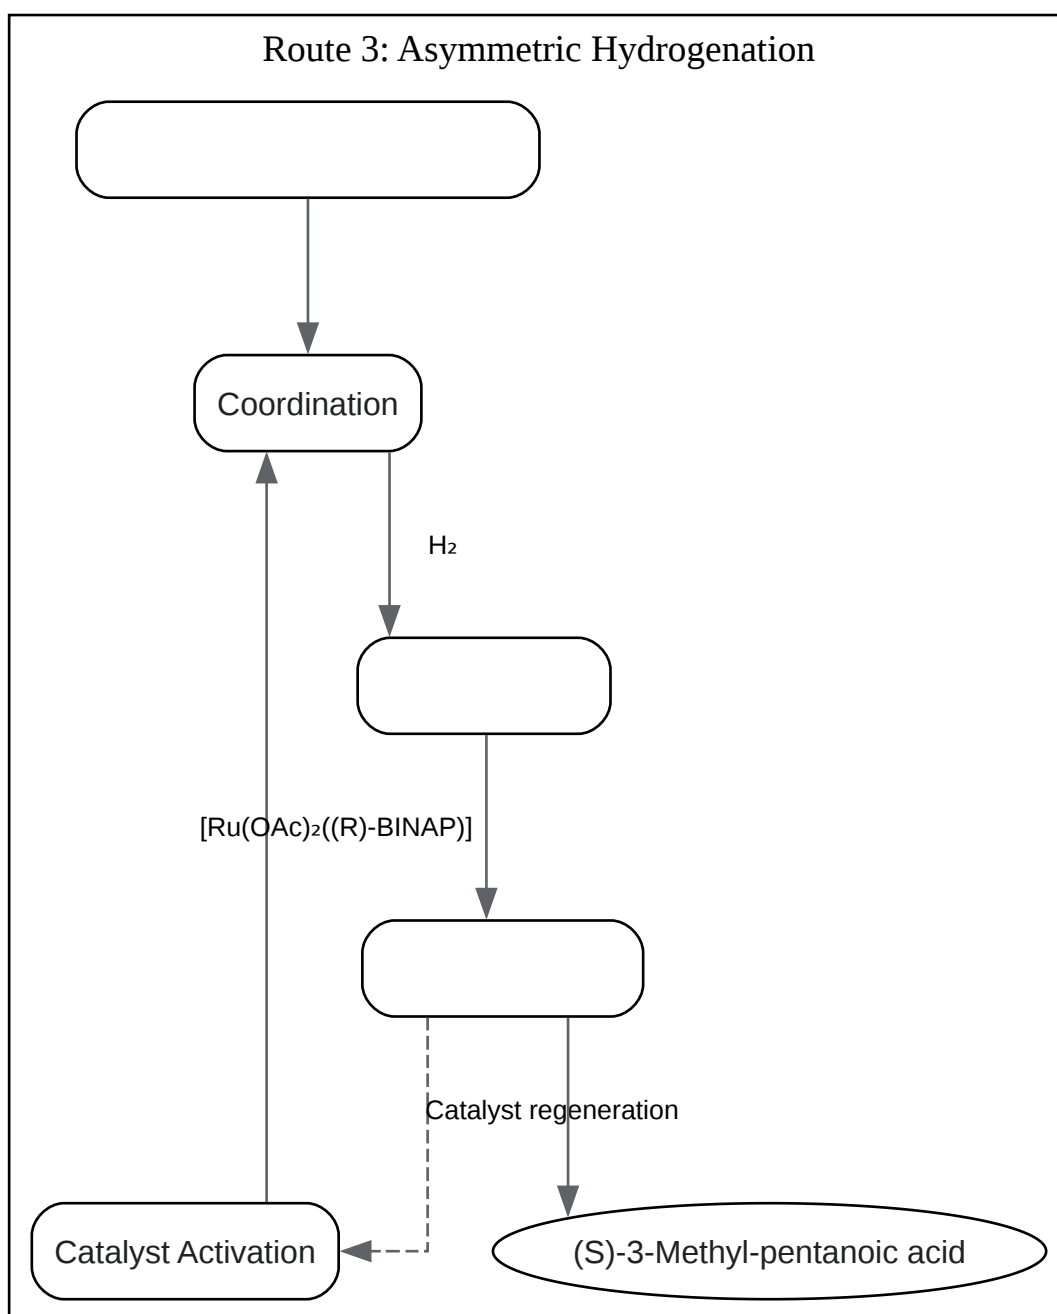 Route 3: Asymmetric Hydrogenation
Coordination
H₂
[Ru(OAc)₂((R)-BINAP)]
Catalyst regeneration
Catalyst Activation
(S)-3-Methyl-pentanoic acid